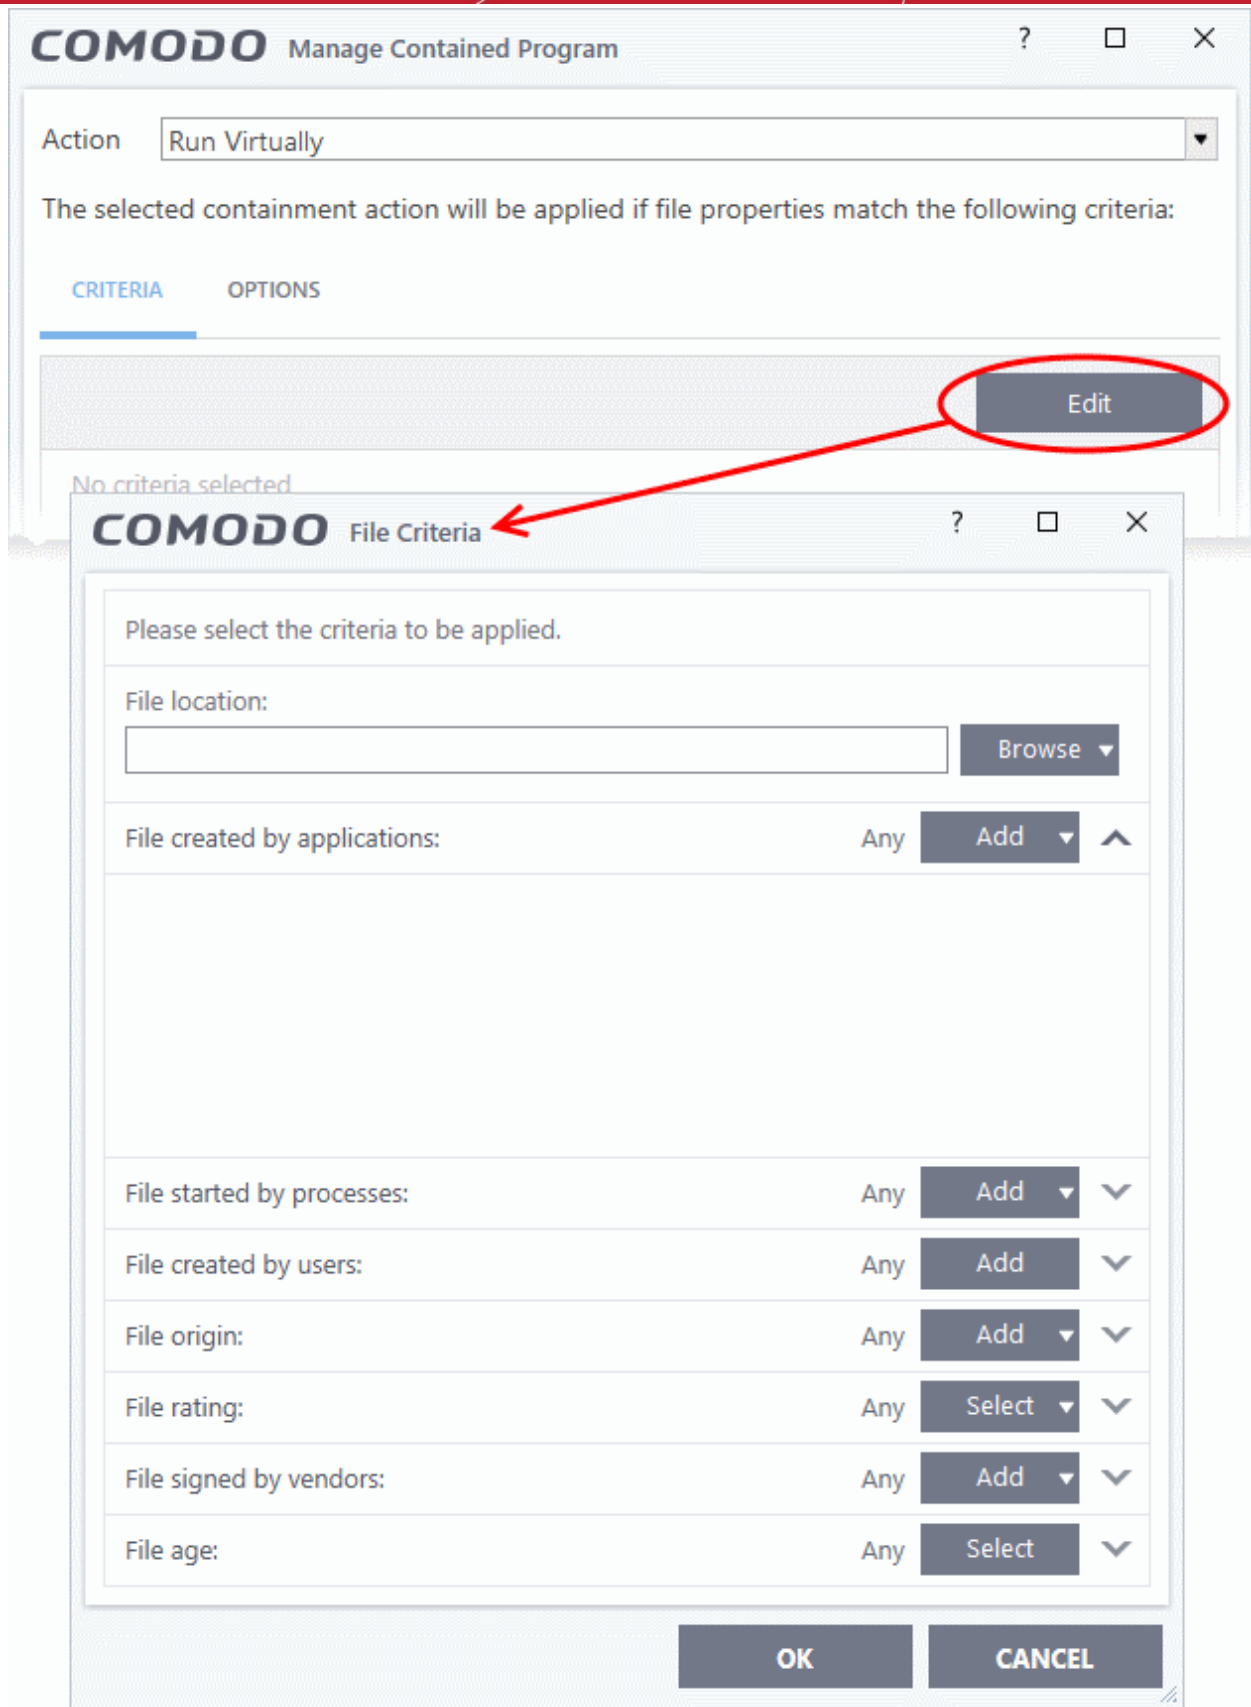 COMODO Manage Contained Program ?
Action Run Virtually
The selected containment action will be applied if file properties match the following criteria:
CRITERIA OPTIONS
Edit
No criteria selected
COMODO File Criteria ?
Please select the criteria to be applied.
File location:
Browse
File created by applications: Any Add
File started by processes: Any Add
File created by users: Any Add
File origin: Any Add
File rating: Any Select
File signed by vendors: Any Add
File age: Any Select
OK CANCEL